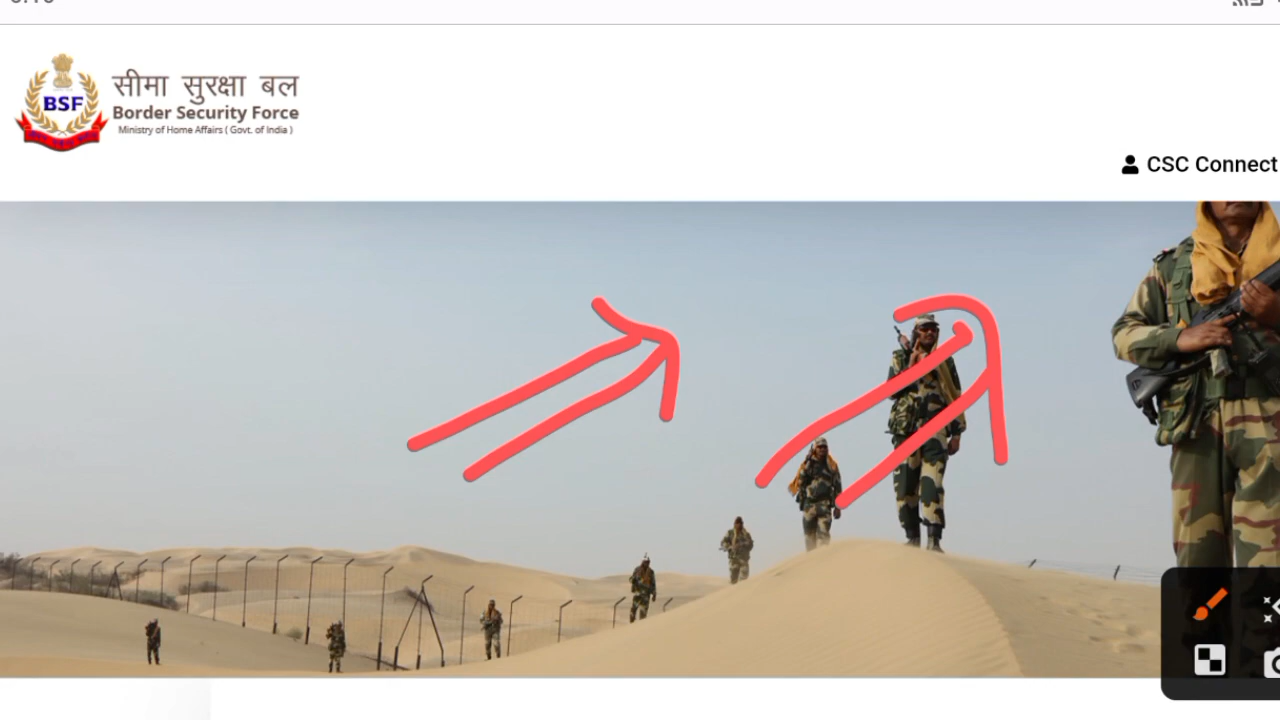 सीमा सुरक्षा बल
BSF
Border Security Force
Ministry of Home Affairs ( Govt. of India )
CSC Connect